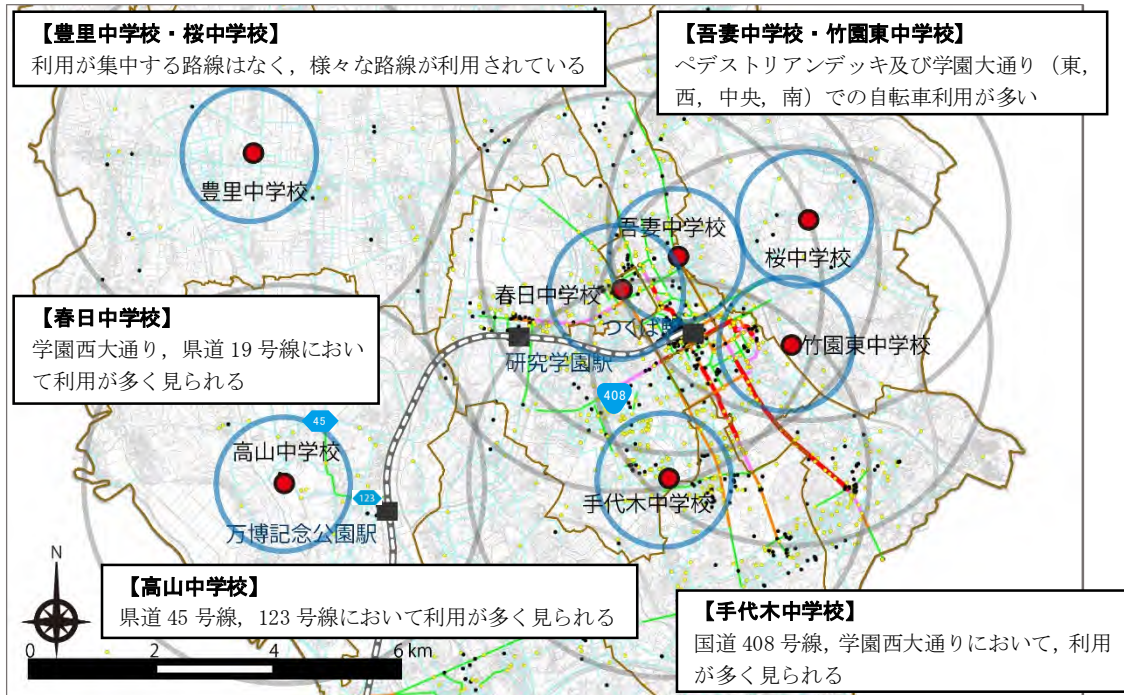 【豊里中学校・桜中学校】
利用が集中する路線はなく，様々な路線が利用されている
【吾妻中学校・竹園東中学校】
ペデストリアンデッキ及び学園大通り（東，
西，中央，南）での自転車利用が多い
豊里中学校
吾妻中学校
桜中学校
春日中学校
つくば駅
竹園東中学校
研究学園駅
【春日中学校】
学園西大通り，県道 19 号線におい
て利用が多く見られる
408
45
高山中学校
123
手代木中学校
万博記念公園駅
【高山中学校】
県道 45 号線，123 号線において利用が多く見られる
【手代木中学校】
国道 408 号線，学園西大通りにおいて，利用
が多く見られる
N
0 2 4 6 km